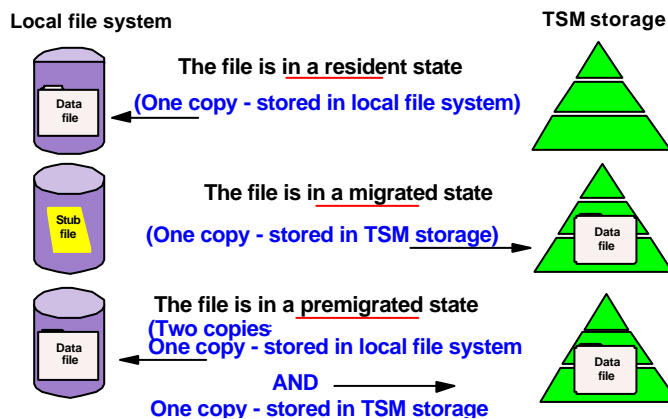 Local file system
TSM storage
The file is in a resident state
(One copy - stored in local file system)
Data
file
The file is in a migrated state
Stub
file
(One copy - stored in TSM storage)
Data
file
The file is in a premigrated state
(Two copies-
One copy - stored in local file system
Data
file
Data
file
AND
One copy - stored in TSM storage